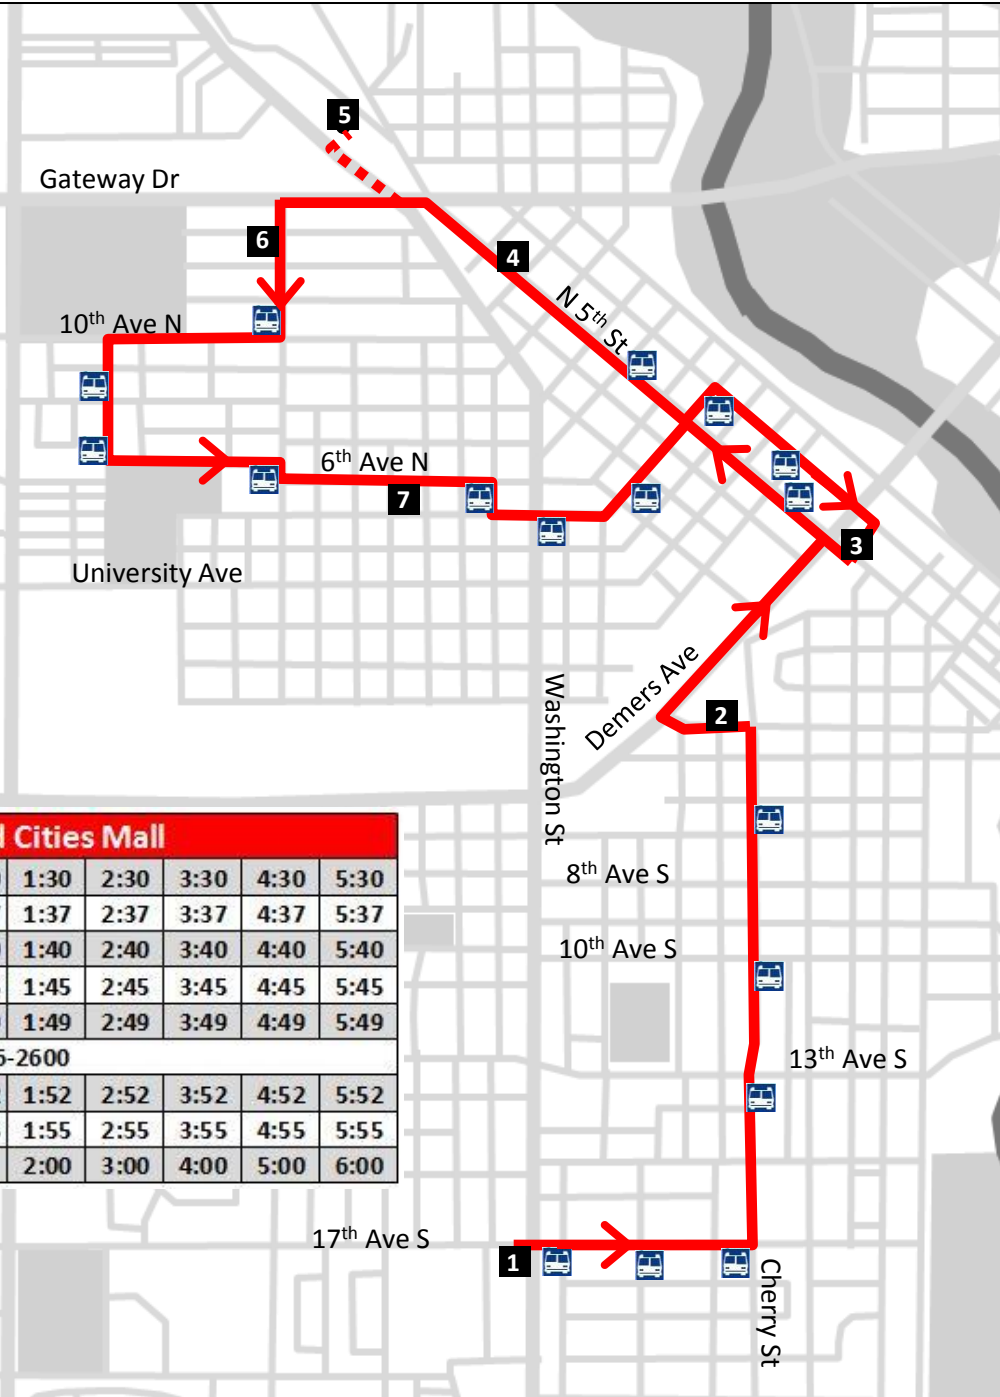 5
Gateway Dr
6
4
N 5th St
10th Ave N
6th Ave N
7
3
University Ave
Demers Ave
2
Washington St
Cities Mall
1:30 2:30 3:30 4:30 5:30
1:37 2:37 3:37 4:37 5:37
1:40 2:40 3:40 4:40 5:40
1:45 2:45 3:45 4:45 5:45
1:49 2:49 3:49 4:49 5:49
-2600
1:52 2:52 3:52 4:52 5:52
1:55 2:55 3:55 4:55 5:55
2:00 3:00 4:00 5:00 6:00
8th Ave S
10th Ave S
13th Ave S
17th Ave S
1
Cherry St